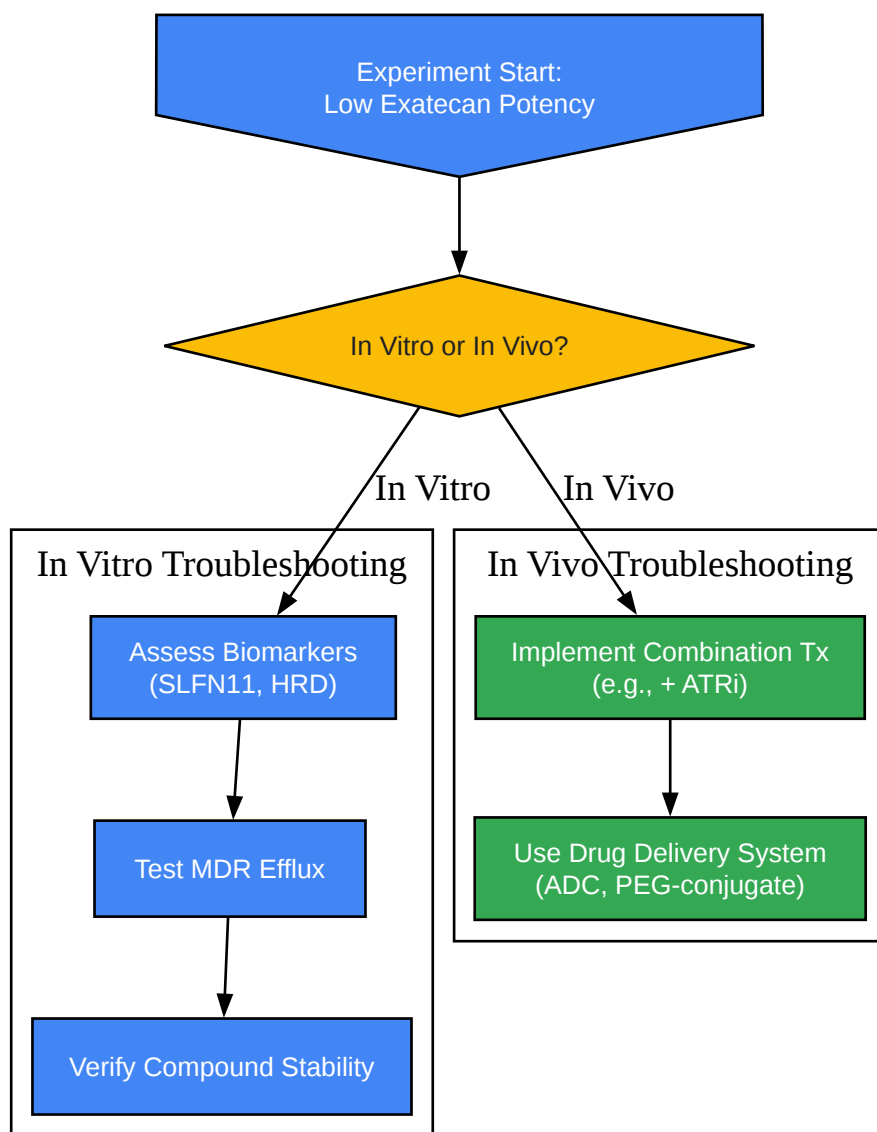 Experiment Start:
Low Exatecan Potency
In Vitro or In Vivo?
In Vitro
In Vivo
In Vitro Troubleshooting
Assess Biomarkers
(SLFN11, HRD)
Test MDR Efflux
Verify Compound Stability
In Vivo Troubleshooting
Implement Combination Tx
(e.g., + ATRi)
Use Drug Delivery System
(ADC, PEG-conjugate)